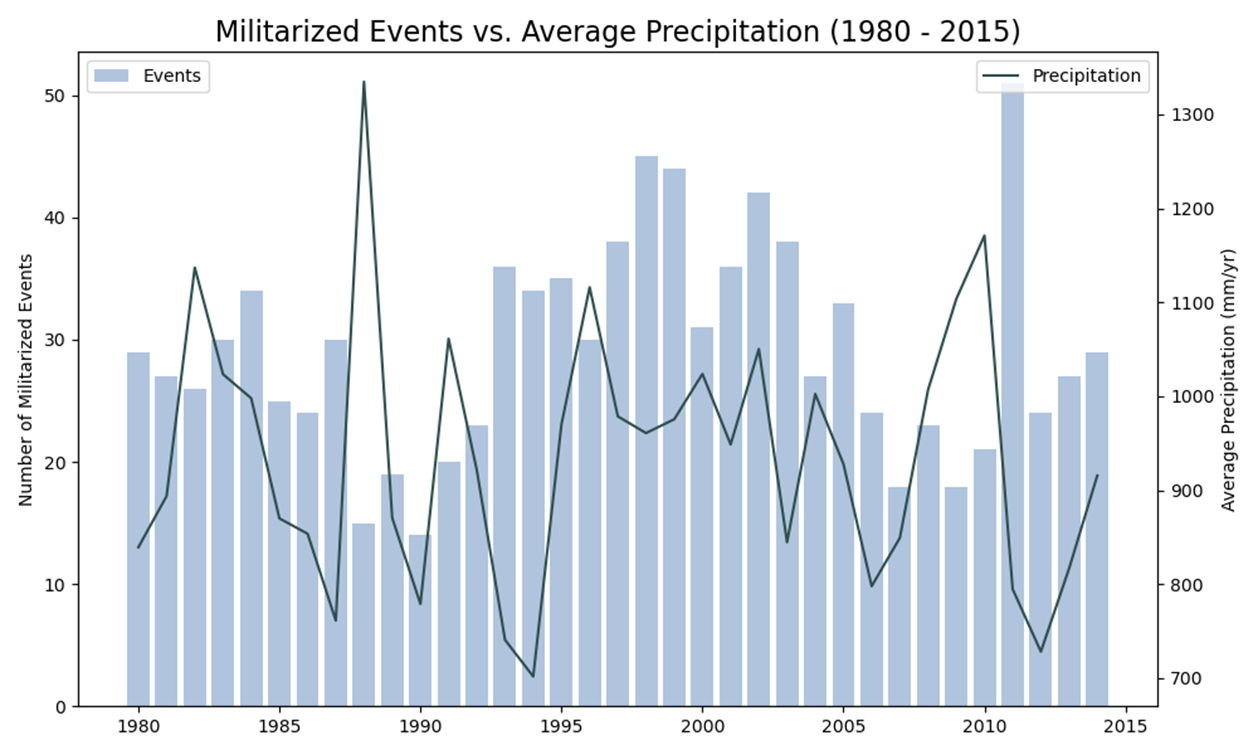 Militarized Events vs. Average Precipitation (1980 - 2015)
Events
Precipitation
Number of Militarized Events
50
40
30
20
10
0
1300
1200
1100
1000
900
800
700
Average Precipitation (mm/yr)
1980 1985 1990 1995 2000 2005 2010 2015